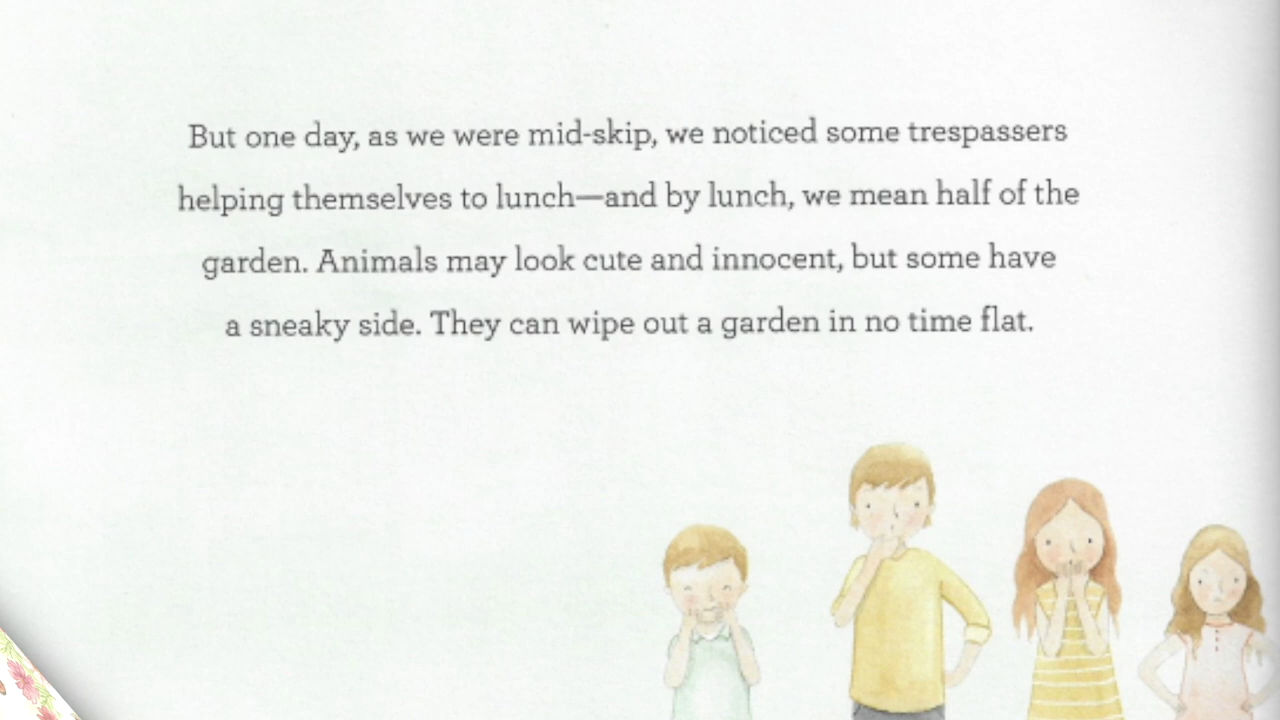 But one day, as we were mid-skip, we noticed some trespassers
helping themselves to lunch—and by lunch, we mean half of the
garden. Animals may look cute and innocent, but some have
a sneaky side. They can wipe out a garden in no time flat.